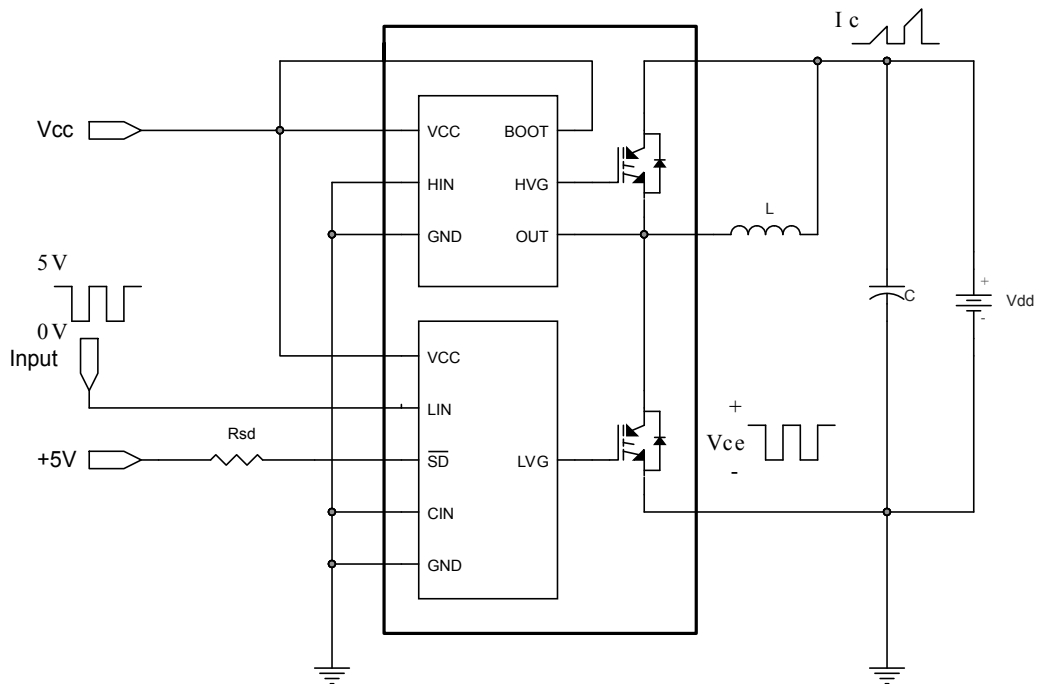 I c
Vcc
VCC
BOOT
HIN
HVG
GND
OUT
L
5V
0V
Input
C
+
-
Vdd
VCC
LIN
Rsd
+5V
SD
LVG
CIN
GND
+
Vce
-